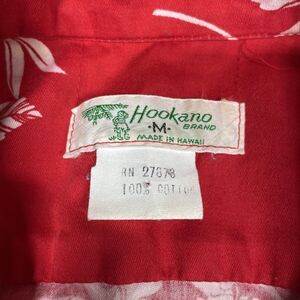 Hookano
BRAND
·M·
MADE IN HAWAII
RN 27878
100% COTTON